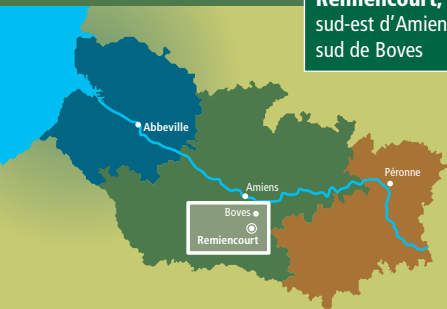 Remiencourt,
sud-est d'Amien
sud de Boves
Abbeville
Péronne
Amiens
Boves
Remiencourt